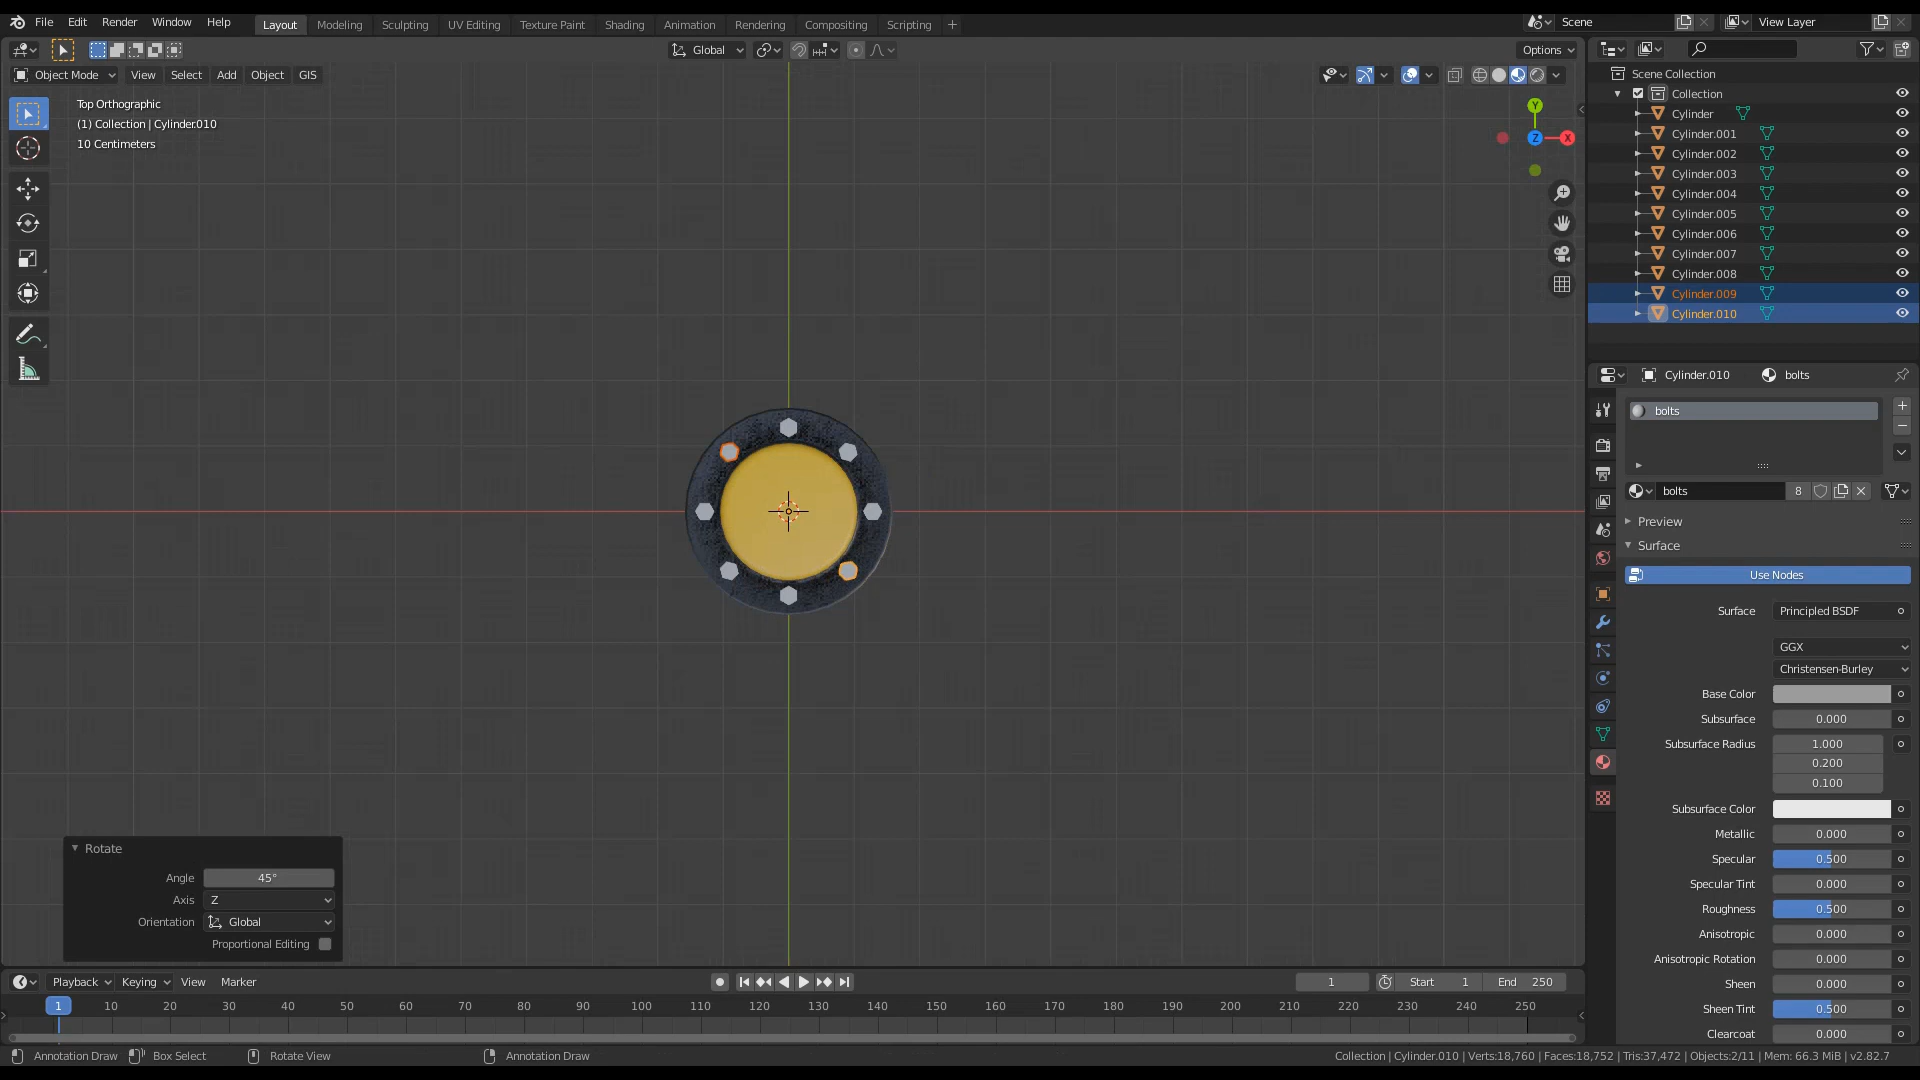 File Edit Render Window Help
Layout Modeling Sculpting UV Editing Texture Paint Shading Animation Rendering Compositing Scripting +
Scene
View Layer
Global
Options
Object Mode View Select Add Object GIS
Top Orthographic
(1) Collection | Cylinder.010
10 Centimeters
Y
Z
X
Scene Collection
Collection
Cylinder
Cylinder.001
Cylinder.002
Cylinder.003
Cylinder.004
Cylinder.005
Cylinder.006
Cylinder.007
Cylinder.008
Cylinder.009
Cylinder.010
Cylinder.010 bolts
bolts
bolts 8
Preview
Surface
Use Nodes
Surface Principled BSDF
GGX
Christensen-Burley
Base Color
Subsurface 0.000
Subsurface Radius 1.000
0.200
0.100
Subsurface Color
Metallic 0.000
Specular 0.500
Specular Tint 0.000
Roughness 0.500
Anisotropic 0.000
Anisotropic Rotation 0.000
Sheen 0.000
Sheen Tint 0.500
Clearcoat 0.000
Rotate
Angle 45°
Axis Z
Orientation Global
Proportional Editing
Playback Keying View Marker
1 Start 1 End 250
1 10 20 30 40 50 60 70 80 90 100 110 120 130 140 150 160 170 180 190 200 210 220 230 240 250
Annotation Draw Box Select Rotate View Annotation Draw
Collection | Cylinder.010 | Verts:18,760 | Faces:18,752 | Tris:37,472 | Objects:2/11 | Mem: 66.3 MiB | v2.82.7